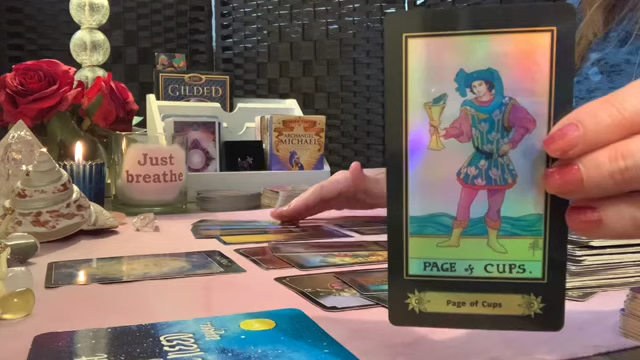 GILDED
Just
breathe
ARCHANGEL
MICHAEL
PAGE of CUPS.
Page of Cups